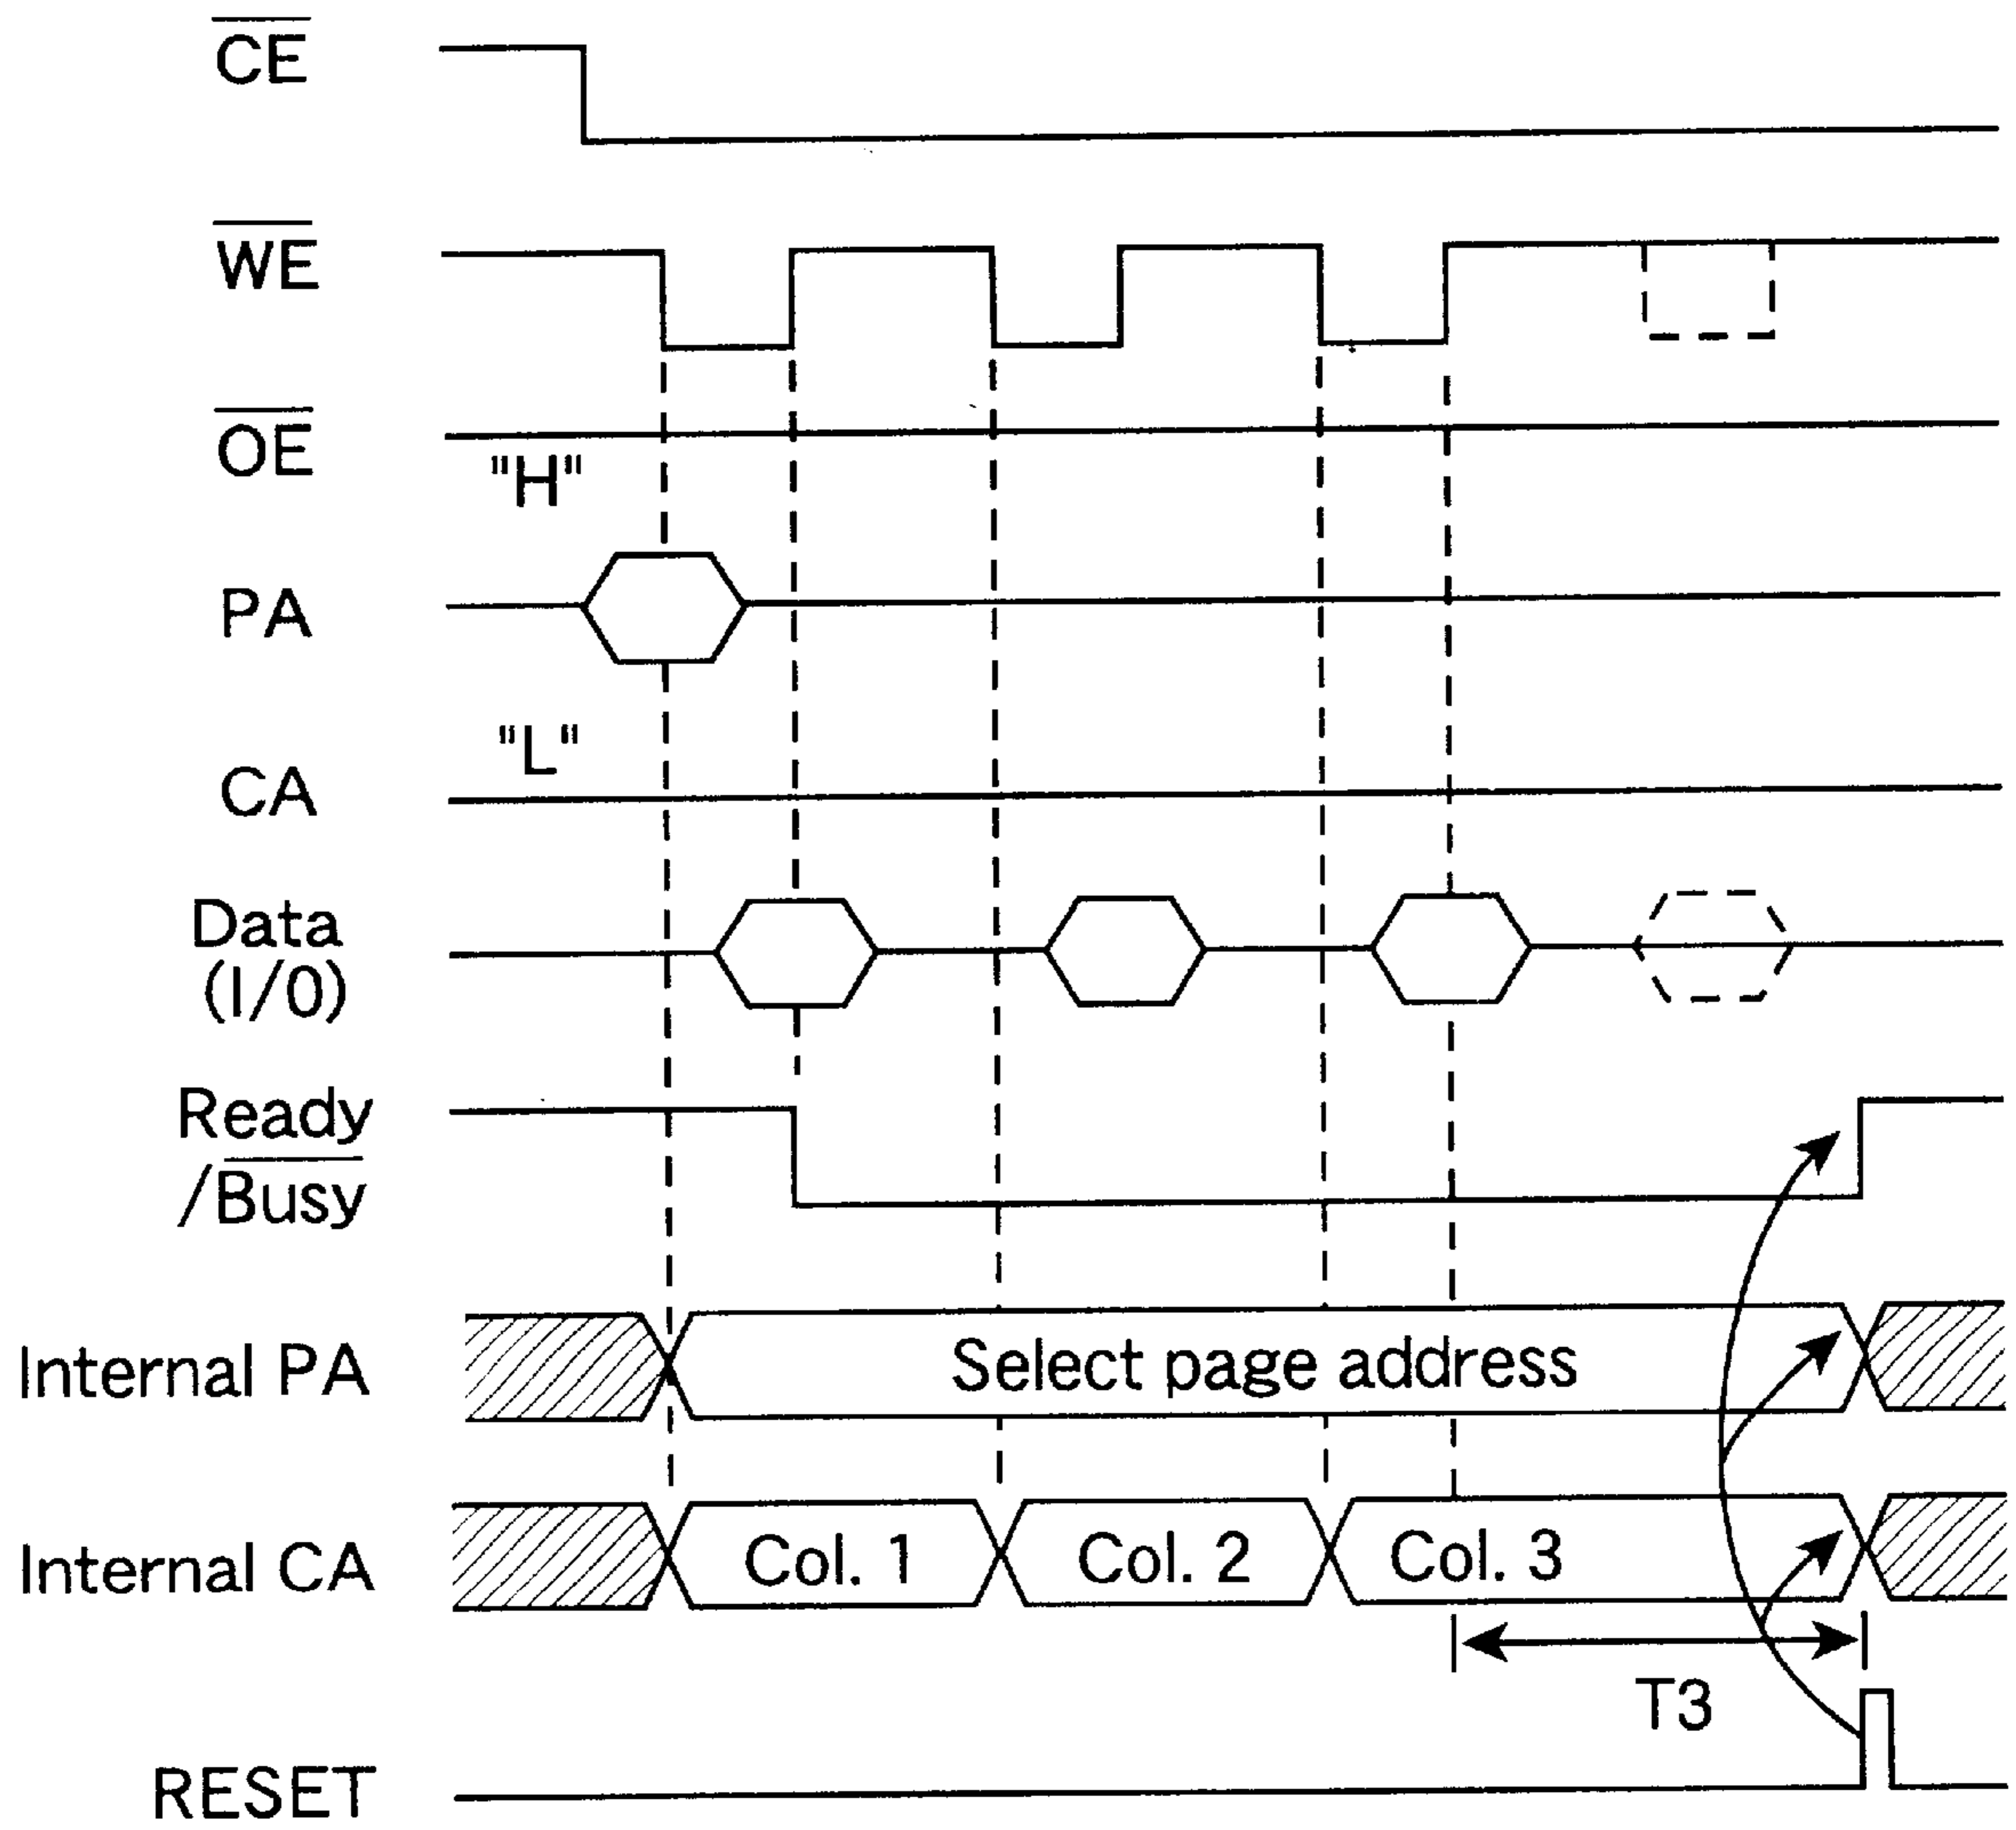 CE
WE
OE
"H"
PA
"L"
CA
Data
(I/O)
Ready
/Busy
Internal PA
Select page address
Internal CA
Col. 1
Col. 2
Col. 3
T3
RESET